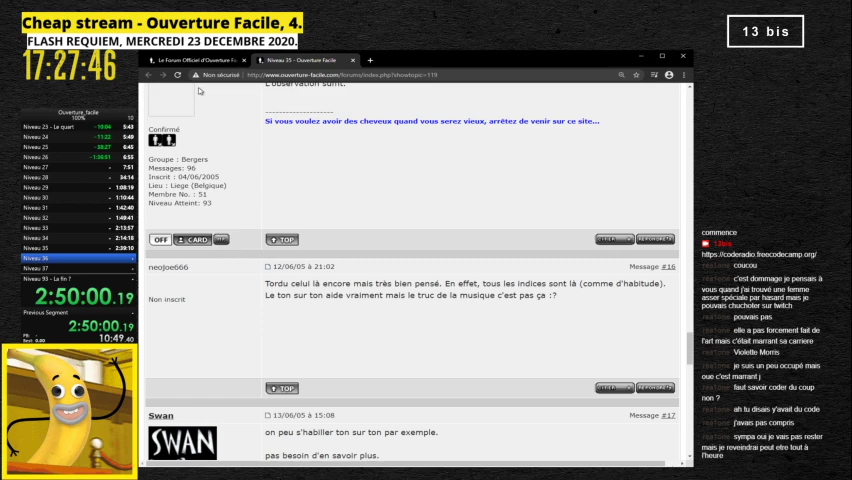 Cheap stream - Ouverture Facile, 4.
FLASH REQUIEM, MERCREDI 23 DECEMBRE 2020.
17:27:46
13 bis
Le Forum Officiel d'Ouverture Fa
Niveau 35 - Ouverture Facile
Non sécurisé | http://www.ouverture-facile.com/forums/index.php?showtopic=119
L'observation suffit.
-------------------
Si vous voulez avoir des cheveux quand vous serez vieux, arrêtez de venir sur ce site...
Confirmé
Groupe : Bergers
Messages: 96
Inscrit : 04/06/2005
Lieu : Liege (Belgique)
Membre No. : 51
Niveau Atteint: 93
OFF CARD
TOP
neojoe666
12/06/05 à 21:02
Message #16
Non inscrit
Tordu celui là encore mais très bien pensé. En effet, tous les indices sont là (comme d'habitude).
Le ton sur ton aide vraiment mais le truc de la musique c'est pas ça :?
TOP
Swan
13/06/05 à 15:08
Message #17
SWAN
on peu s'habiller ton sur ton par exemple.
pas besoin d'en savoir plus.
Ouverture_facile
100% 10
Niveau 23 - Le quart -10:04 5:43
Niveau 24 -11:22 5:49
Niveau 25 -39:27 6:45
Niveau 26 -1:36:51 6:55
Niveau 27 - 7:51
Niveau 28 - 34:14
Niveau 29 - 1:08:19
Niveau 30 - 1:10:44
Niveau 31 - 1:42:40
Niveau 32 - 1:49:41
Niveau 33 - 2:13:57
Niveau 34 - 2:14:18
Niveau 35 - 2:39:10
Niveau 36 -
Niveau 37 -
Niveau 93 - La fin ? -
2:50:00.19
Previous Segment -
2:50:00.19
PB: -
Best: 0.00
10:49.40
commence
13bis
https://coderadio.freecodecamp.org/
coucou
c'est dommage je pensais à
vous quand j'ai trouvé une femme
asser spéciale par hasard mais je
pouvais chuchoter sur twitch
pouvais pas
elle a pas forcement fait de
l'art mais c'était marrant sa carriere
Violette Morris
je suis un peu occupé mais
oue c'est marrant j
faut savoir coder du coup
non ?
ah tu disais y'avait du code
j'avais pas compris
sympa oui je vais pas rester
mais je reveindrai peut etre tout à
l'heure